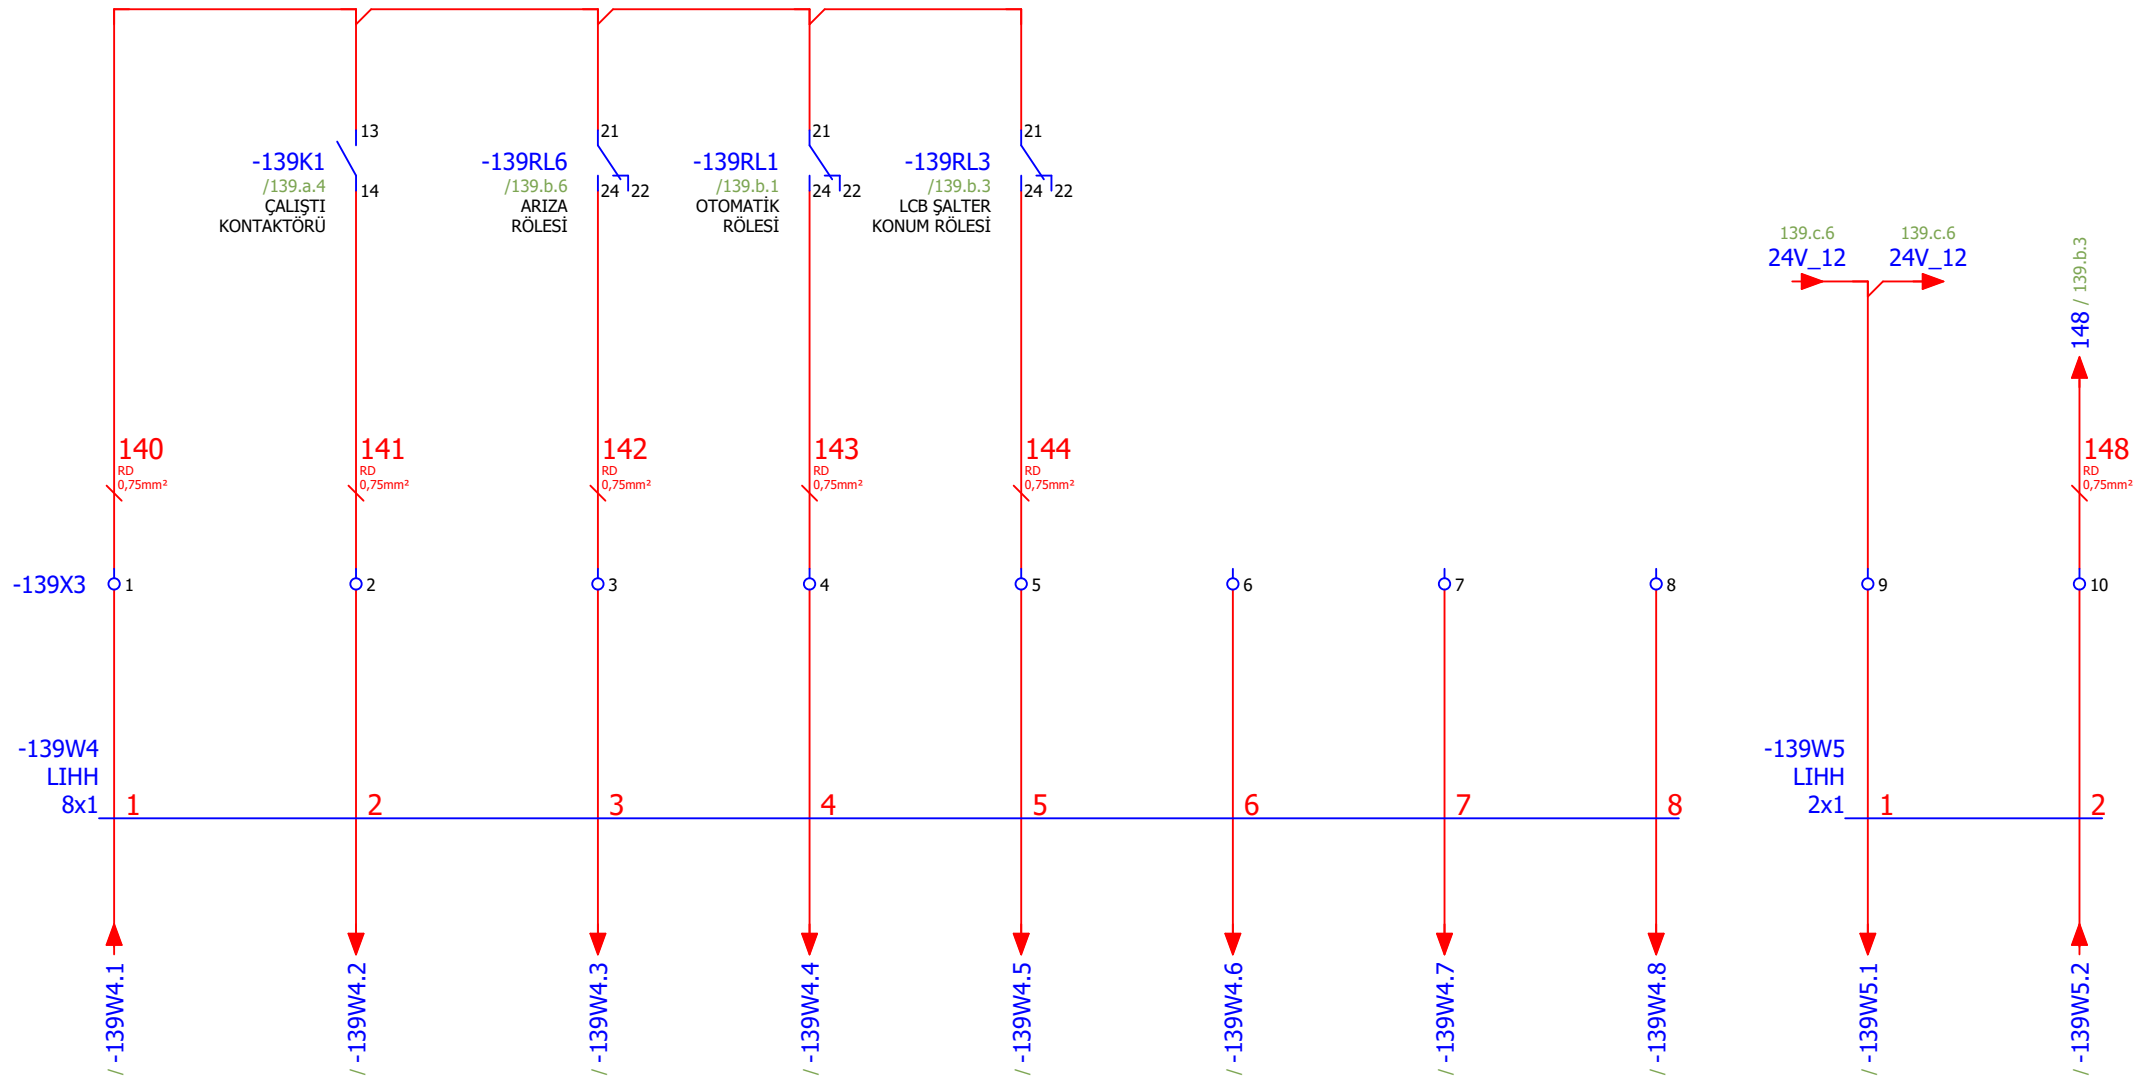 13
-139K1
/139.a.4
ÇALIŞTI
KONTAKTÖRÜ
14
21
-139RL6
/139.b.6
ARIZA
RÖLESİ
24 22
21
-139RL1
/139.b.1
OTOMATİK
RÖLESİ
24 22
21
-139RL3
/139.b.3
LCB ŞALTER
KONUM RÖLESİ
24 22
139.c.6
24V_12
139.c.6
24V_12
148 / 139.b.3
140
RD
0,75mm²
141
RD
0,75mm²
142
RD
0,75mm²
143
RD
0,75mm²
144
RD
0,75mm²
148
RD
0,75mm²
-139X3 1 2 3 4 5 6 7 8 9 10
-139W4
LIHH
8x1 1 2 3 4 5 6 7 8
-139W5
LIHH
2x1 1 2
/ -139W4.1
/ -139W4.2
/ -139W4.3
/ -139W4.4
/ -139W4.5
/ -139W4.6
/ -139W4.7
/ -139W4.8
/ -139W5.1
/ -139W5.2